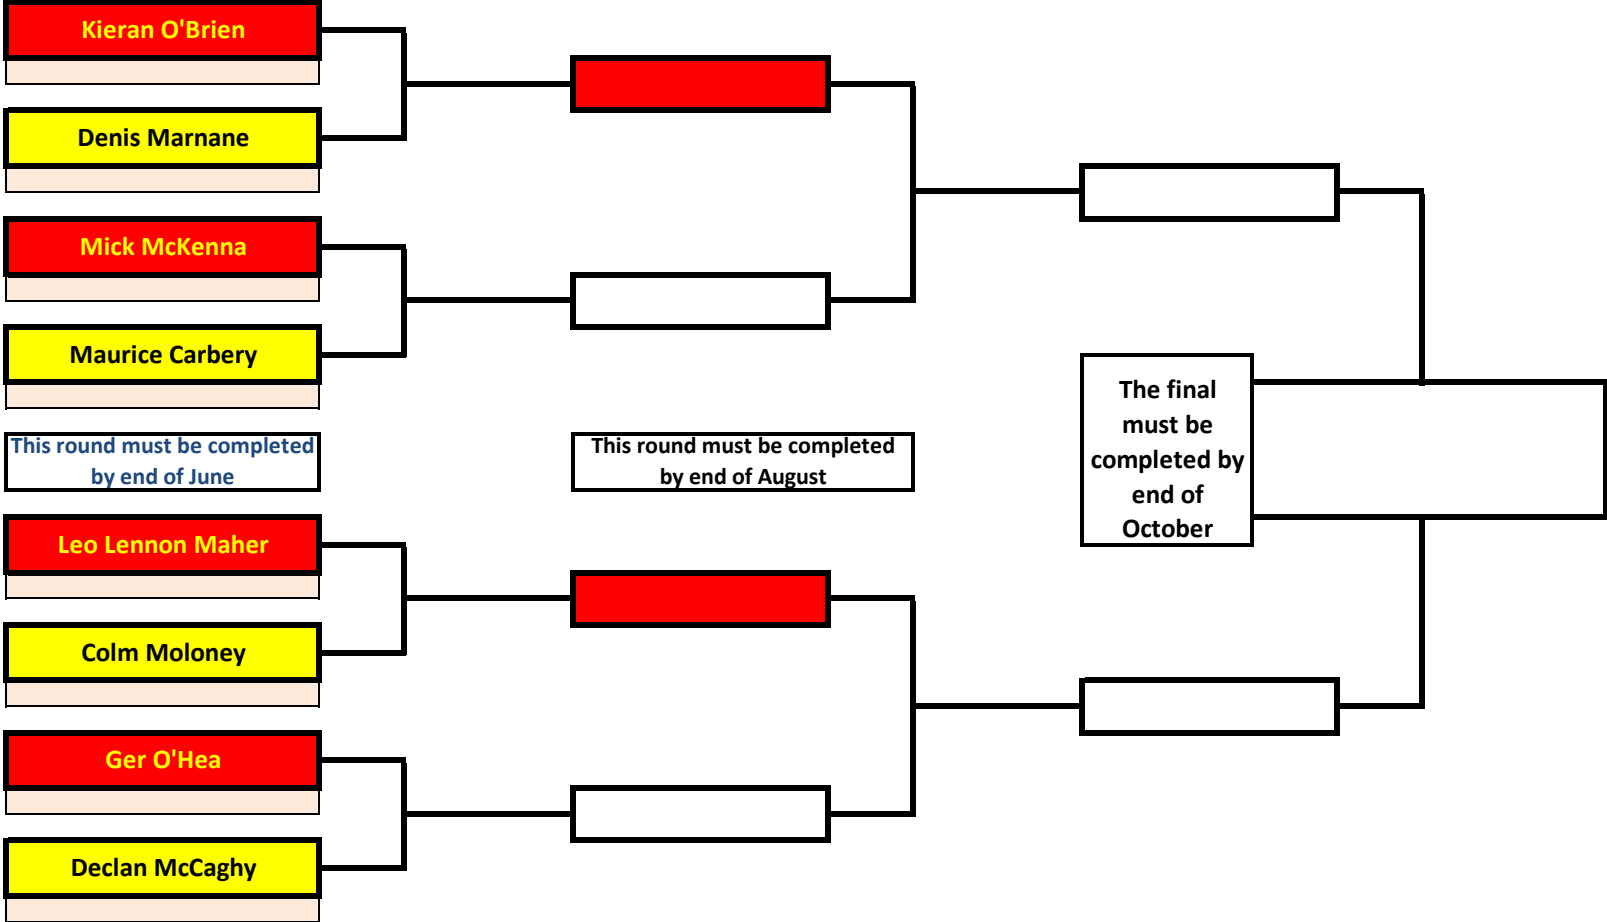 Kieran O'Brien
Denis Marnane
Mick McKenna
Maurice Carbery
This round must be completed
by end of June
This round must be completed
by end of August
The final
must be
completed by
end of
October
Leo Lennon Maher
Colm Moloney
Ger O'Hea
Declan McCaghy